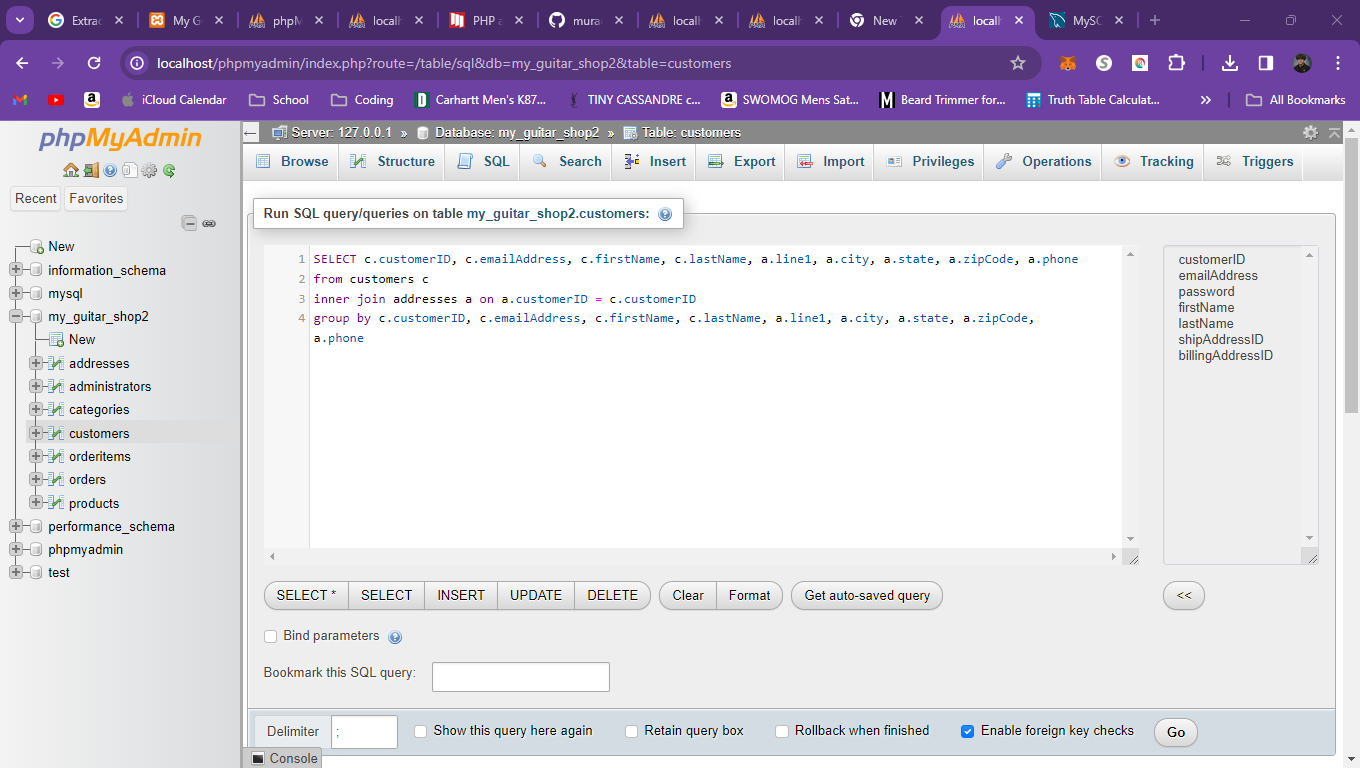 Extrac
My G
phpM
localh
PHP a
murac
localh
localh
New T
localh
MySQ
localhost/phpmyadmin/index.php?route=/table/sql&db=my_guitar_shop2&table=customers
iCloud Calendar
School
Coding
Carhartt Men's K87...
TINY CASSANDRE c...
SWOMOG Mens Sat...
Beard Trimmer for...
Truth Table Calculat...
»
All Bookmarks
phpMyAdmin
Recent
Favorites
New
information_schema
mysql
my_guitar_shop2
New
addresses
administrators
categories
customers
orderitems
orders
products
performance_schema
phpmyadmin
test
Server: 127.0.0.1 » Database: my_guitar_shop2 » Table: customers
Browse
Structure
SQL
Search
Insert
Export
Import
Privileges
Operations
Tracking
Triggers
Run SQL query/queries on table my_guitar_shop2.customers:
1 SELECT c.customerID, c.emailAddress, c.firstName, c.lastName, a.line1, a.city, a.state, a.zipCode, a.phone
2 from customers c
3 inner join addresses a on a.customerID = c.customerID
4 group by c.customerID, c.emailAddress, c.firstName, c.lastName, a.line1, a.city, a.state, a.zipCode,
a.phone
customerID
emailAddress
password
firstName
lastName
shipAddressID
billingAddressID
SELECT *
SELECT
INSERT
UPDATE
DELETE
Clear
Format
Get auto-saved query
<<
Bind parameters
Bookmark this SQL query:
Delimiter
;
Show this query here again
Retain query box
Rollback when finished
Enable foreign key checks
Go
Console